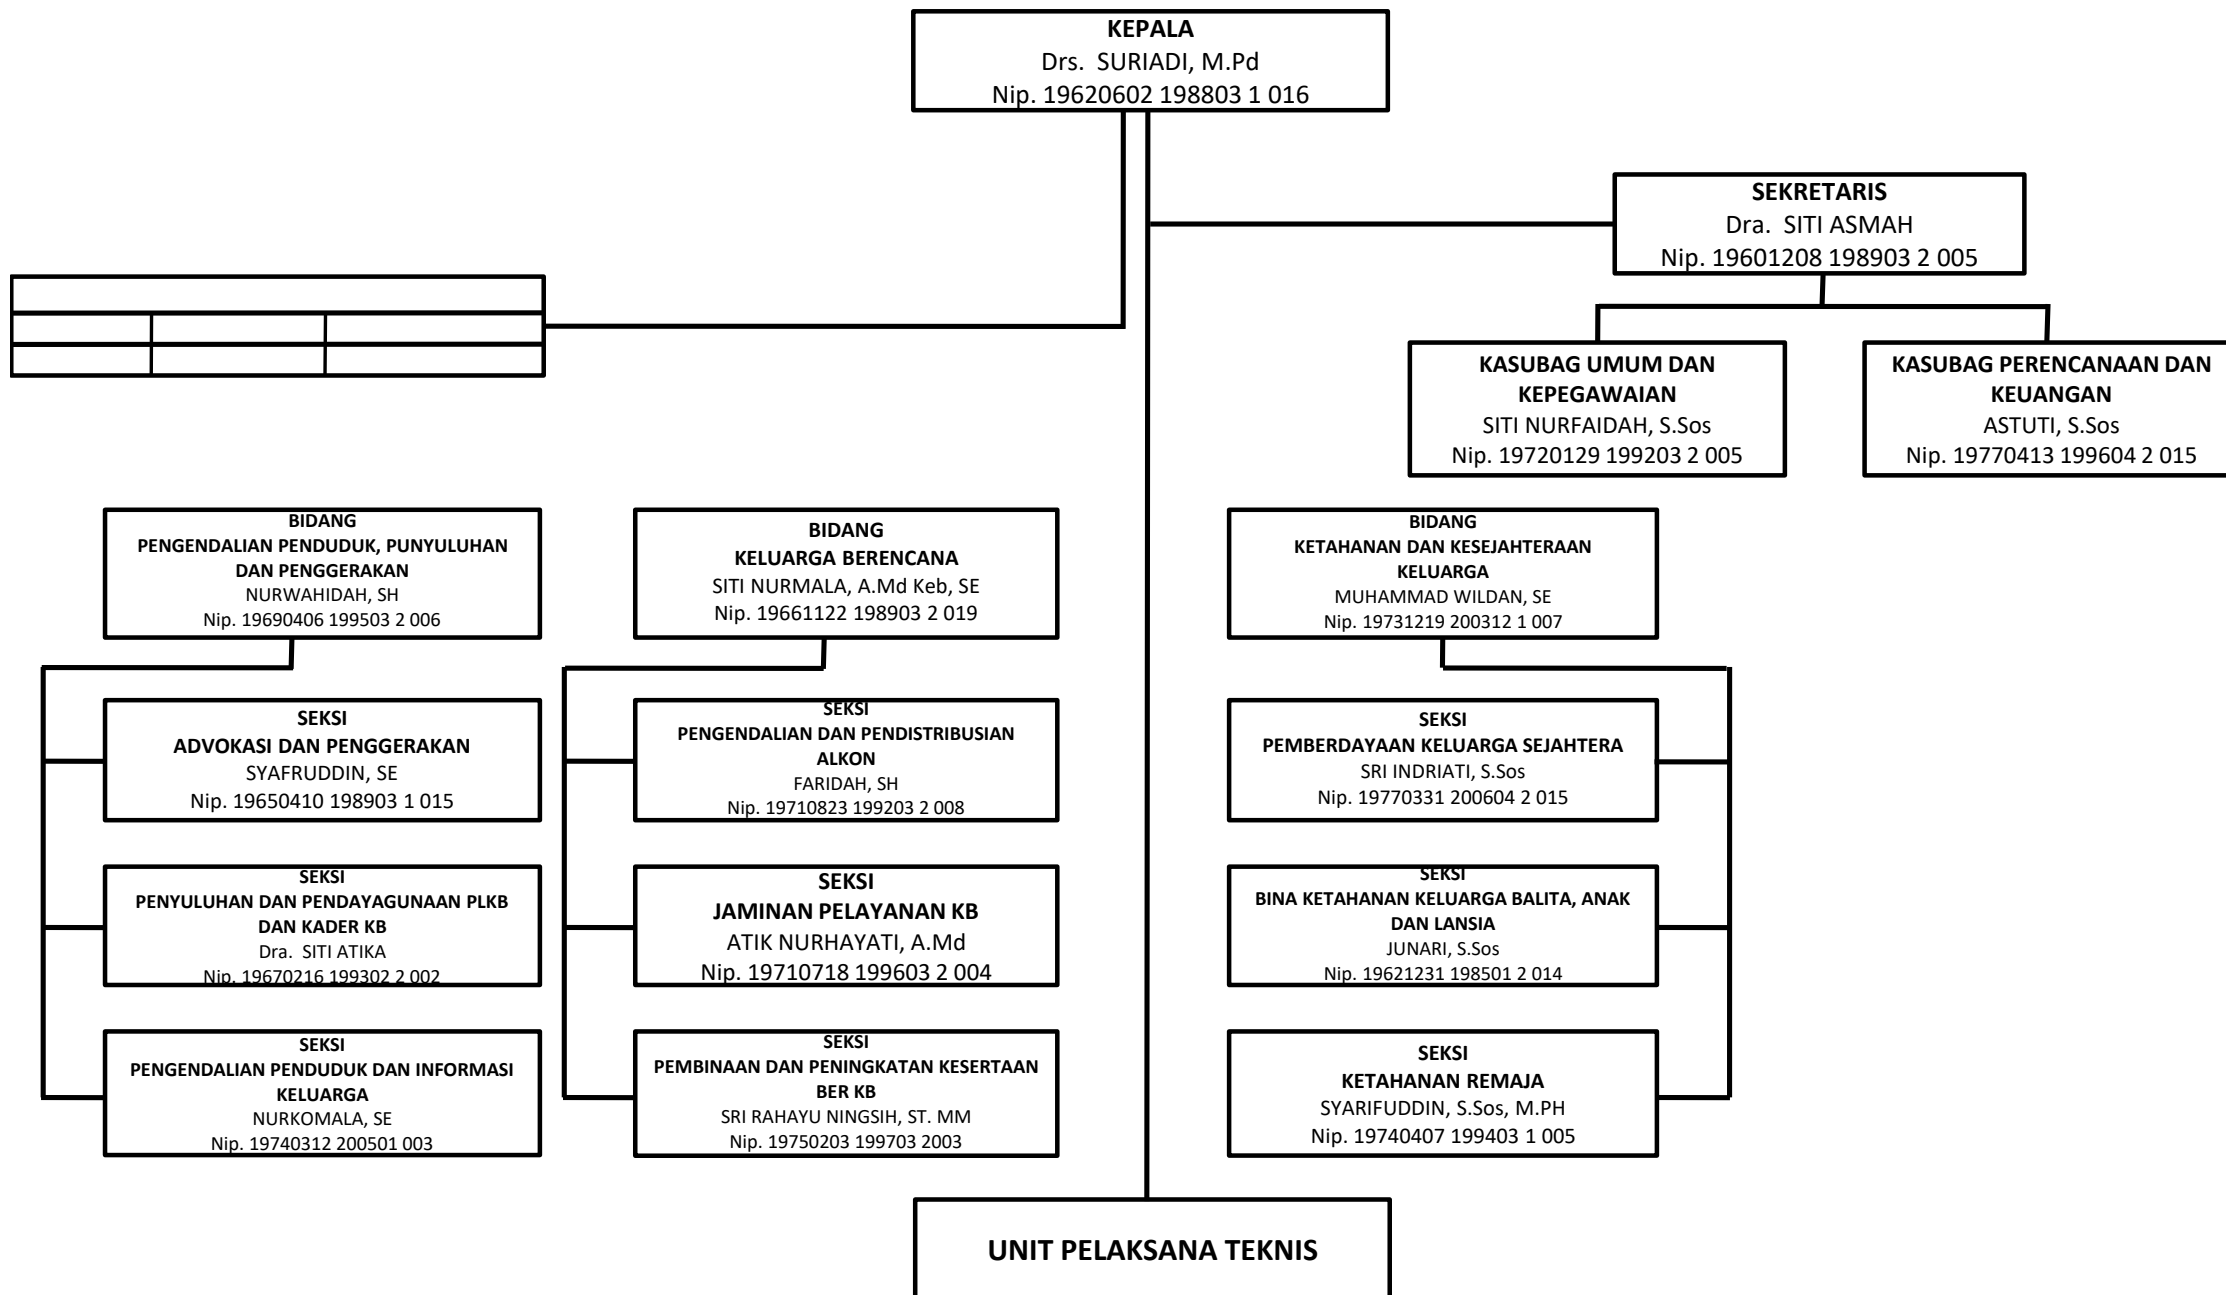 KEPALA
Drs. SURIADI, M.Pd
Nip. 19620602 198803 1 016
SEKRETARIS
Dra. SITI ASMAH
Nip. 19601208 198903 2 005
KASUBAG UMUM DAN
KEPEGAWAIAN
SITI NURFAIDAH, S.Sos
Nip. 19720129 199203 2 005
KASUBAG PERENCANAAN DAN
KEUANGAN
ASTUTI, S.Sos
Nip. 19770413 199604 2 015
BIDANG
PENGENDALIAN PENDUDUK, PUNYULUHAN
DAN PENGGERAKAN
NURWAHIDAH, SH
Nip. 19690406 199503 2 006
BIDANG
KELUARGA BERENCANA
SITI NURMALA, A.Md Keb, SE
Nip. 19661122 198903 2 019
BIDANG
KETAHANAN DAN KESEJAHTERAAN
KELUARGA
MUHAMMAD WILDAN, SE
Nip. 19731219 200312 1 007
SEKSI
ADVOKASI DAN PENGGERAKAN
SYAFRUDDIN, SE
Nip. 19650410 198903 1 015
SEKSI
PENGENDALIAN DAN PENDISTRIBUSIAN
ALKON
FARIDAH, SH
Nip. 19710823 199203 2 008
SEKSI
PEMBERDAYAAN KELUARGA SEJAHTERA
SRI INDRIATI, S.Sos
Nip. 19770331 200604 2 015
SEKSI
PENYULUHAN DAN PENDAYAGUNAAN PLKB
DAN KADER KB
Dra. SITI ATIKA
Nip. 19670216 199302 2 002
SEKSI
JAMINAN PELAYANAN KB
ATIK NURHAYATI, A.Md
Nip. 19710718 199603 2 004
SEKSI
BINA KETAHANAN KELUARGA BALITA, ANAK
DAN LANSIA
JUNARI, S.Sos
Nip. 19621231 198501 2 014
SEKSI
PENGENDALIAN PENDUDUK DAN INFORMASI
KELUARGA
NURKOMALA, SE
Nip. 19740312 200501 003
SEKSI
PEMBINAAN DAN PENINGKATAN KESERTAAN
BER KB
SRI RAHAYU NINGSIH, ST. MM
Nip. 19750203 199703 2003
SEKSI
KETAHANAN REMAJA
SYARIFUDDIN, S.Sos, M.PH
Nip. 19740407 199403 1 005
UNIT PELAKSANA TEKNIS